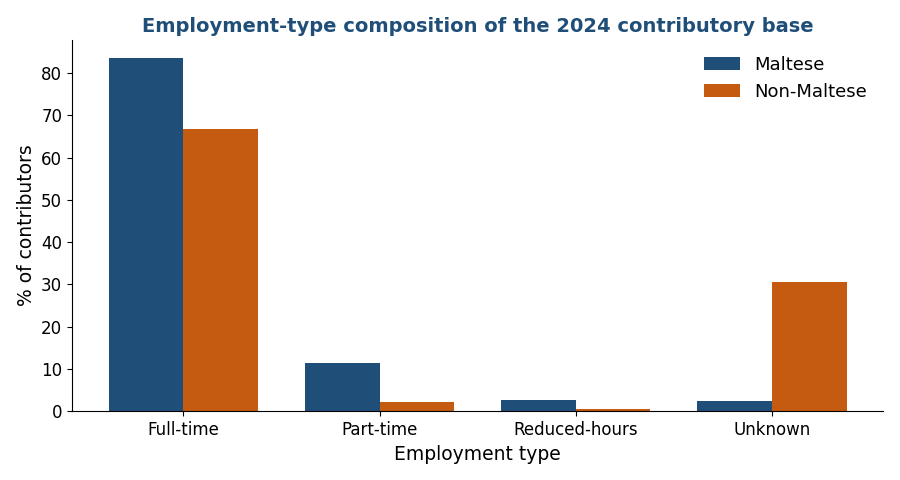 Employment-type composition of the 2024 contributory base
Maltese
Non-Maltese
% of contributors
80
70
60
50
40
30
20
10
0
Full-time
Part-time
Reduced-hours
Unknown
Employment type